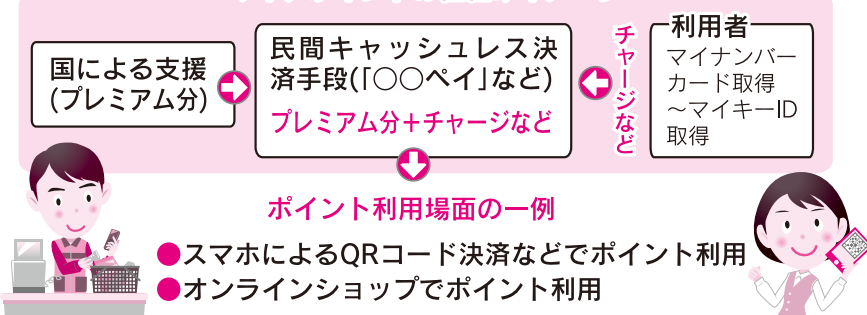 国による支援
(プレミアム分)
民間キャッシュレス決
済手段(「○○ペイ」など)
プレミアム分＋チャージなど
チャージなど
利用者
マイナンバー
カード取得
～マイキーID
取得
ポイント利用場面の一例
●スマホによるQRコード決済などでポイント利用
●オンラインショップでポイント利用